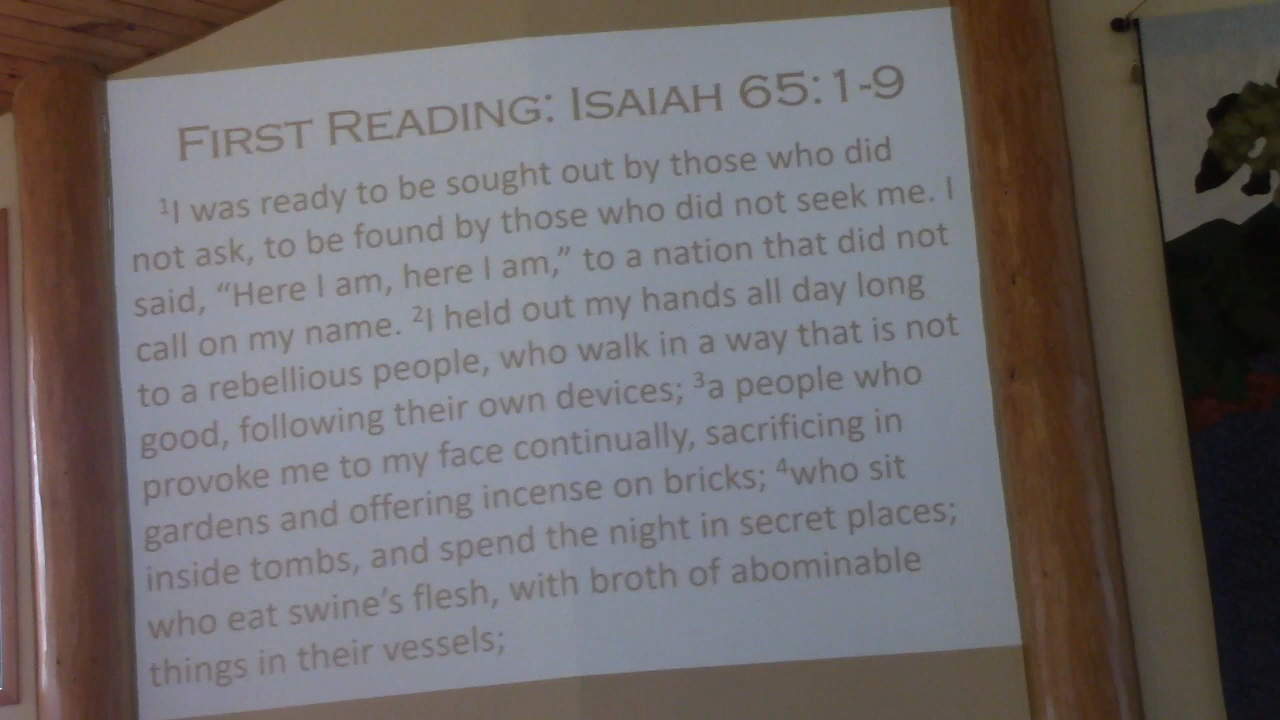 FIRST READING: ISAIAH 65:1-9
¹I was ready to be sought out by those who did
not ask, to be found by those who did not seek me. I
said, “Here I am, here I am,” to a nation that did not
call on my name. ²I held out my hands all day long
to a rebellious people, who walk in a way that is not
good, following their own devices; ³a people who
provoke me to my face continually, sacrificing in
gardens and offering incense on bricks; ⁴who sit
inside tombs, and spend the night in secret places;
who eat swine’s flesh, with broth of abominable
things in their vessels;